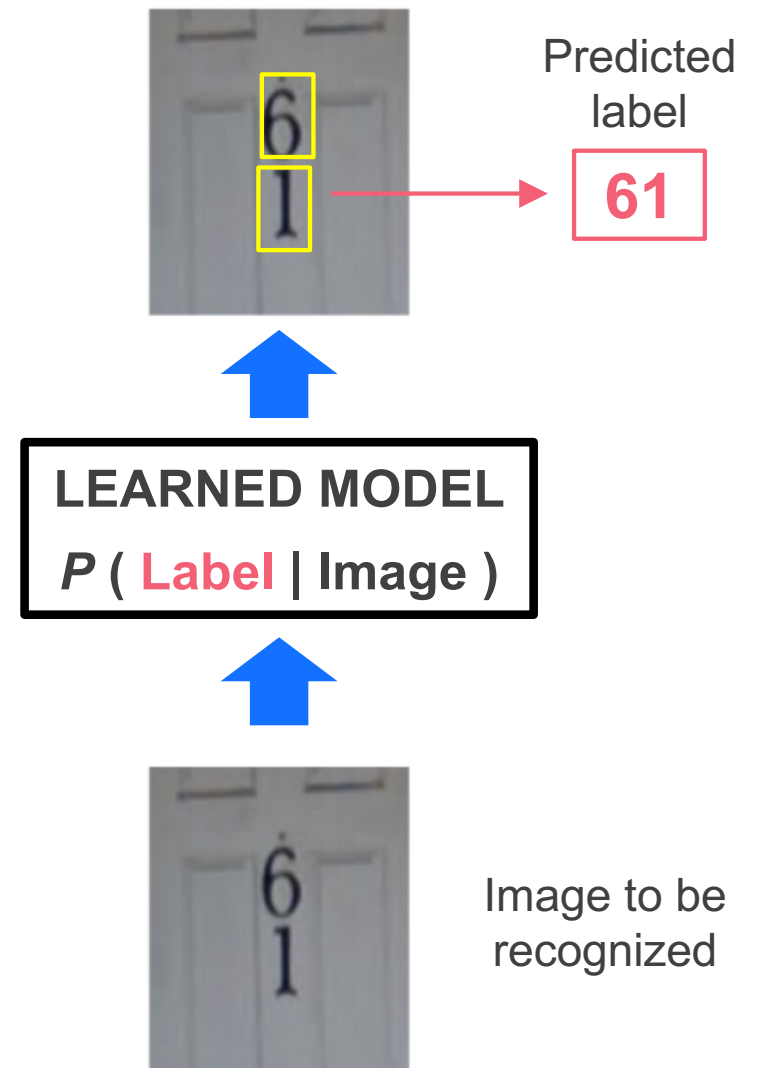 6
1
Predicted
label
61
LEARNED MODEL
P ( Label | Image )
6
1
Image to be
recognized